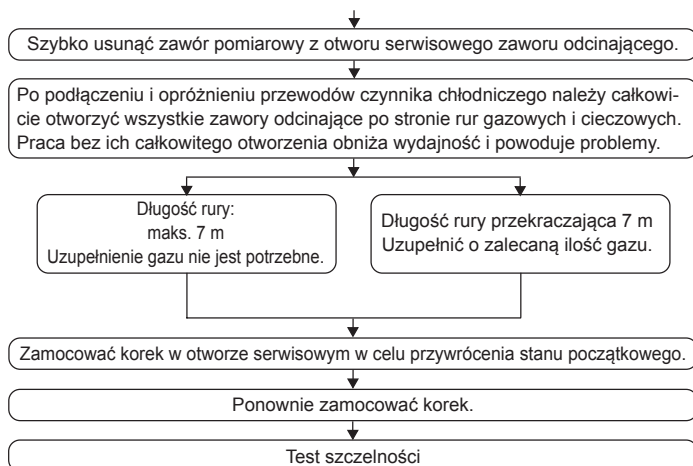 Szybko usunąć zawór pomiarowy z otworu serwisowego zaworu odcinającego.
Po podłączeniu i opróżnieniu przewodów czynnika chłodniczego należy całkowi-
cie otworzyć wszystkie zawory odcinające po stronie rur gazowych i cieczowych.
Praca bez ich całkowitego otworzenia obniża wydajność i powoduje problemy.
Długość rury:
maks. 7 m
Uzupełnienie gazu nie jest potrzebne.
Długość rury przekraczająca 7 m
Uzupełnić o zalecaną ilość gazu.
Zamocować korek w otworze serwisowym w celu przywrócenia stanu początkowego.
Ponownie zamocować korek.
Test szczelności